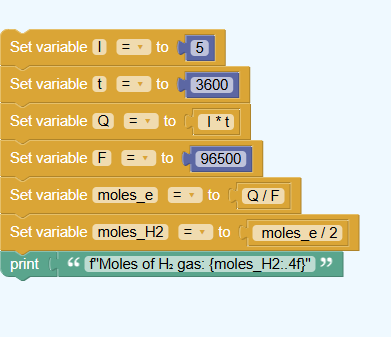 Set variable I = to 5
Set variable t = to 3600
Set variable Q = to I * t
Set variable F = to 96500
Set variable moles_e = to Q / F
Set variable moles_H2 = to moles_e / 2
print “ f"Moles of H₂ gas: {moles_H2:.4f}" ”